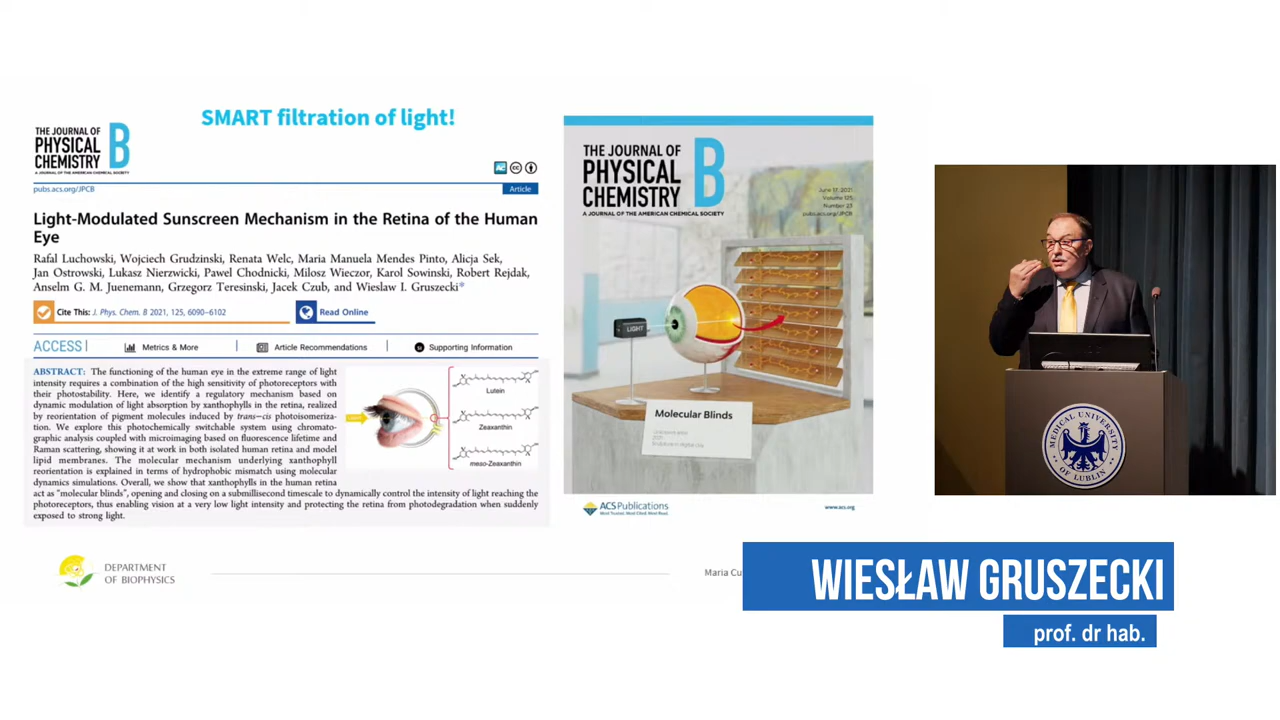 SMART filtration of light!
THE JOURNAL OF
PHYSICAL
CHEMISTRY
B
A JOURNAL OF THE AMERICAN CHEMICAL SOCIETY
pubs.acs.org/JPCB
Article
Light-Modulated Sunscreen Mechanism in the Retina of the Human
Eye
Rafal Luchowski, Wojciech Grudzinski, Renata Welc, Maria Manuela Mendes Pinto, Alicja Sek,
Jan Ostrowski, Lukasz Nierzwicki, Pawel Chodnicki, Milosz Wieczor, Karol Sowinski, Robert Rejdak,
Anselm G. M. Juenemann, Grzegorz Teresinski, Jacek Czub, and Wieslaw I. Gruszecki*
Cite This: J. Phys. Chem. B 2021, 125, 6090–6102
Read Online
ACCESS
Metrics & More
Article Recommendations
Supporting Information
ABSTRACT: The functioning of the human eye in the extreme range of light
intensity requires a combination of the high sensitivity of photoreceptors with
their photostability. Here, we identify a regulatory mechanism based on
dynamic modulation of light absorption by xanthophylls in the retina, realized
by reorientation of pigment molecules induced by trans−cis photoisomeriza-
tion. We explore this photochemically switchable system using chromato-
graphic analysis coupled with microimaging based on fluorescence lifetime and
Raman scattering, showing it at work in both isolated human retina and model
lipid membranes. The molecular mechanism underlying xanthophyll
reorientation is explained in terms of hydrophobic mismatch using molecular
dynamics simulations. Overall, we show that xanthophylls in the human retina
act as “molecular blinds”, opening and closing on a submillisecond timescale to dynamically control the intensity of light reaching the
photoreceptors, thus enabling vision at a very low light intensity and protecting the retina from photodegradation when suddenly
exposed to strong light.
Lutein
Zeaxanthin
meso-Zeaxanthin
THE JOURNAL OF
PHYSICAL
CHEMISTRY
B
A JOURNAL OF THE AMERICAN CHEMICAL SOCIETY
June 17, 2021
Volume 125
Number 23
pubs.acs.org/JPCB
LIGHT
Molecular Blinds
2021
ACS Publications
Most Trusted. Most Cited. Most Read.
www.acs.org
DEPARTMENT
OF BIOPHYSICS
Maria Cu
MEDICAL UNIVERSITY
OF LUBLIN
WIESŁAW GRUSZECKI
prof. dr hab.